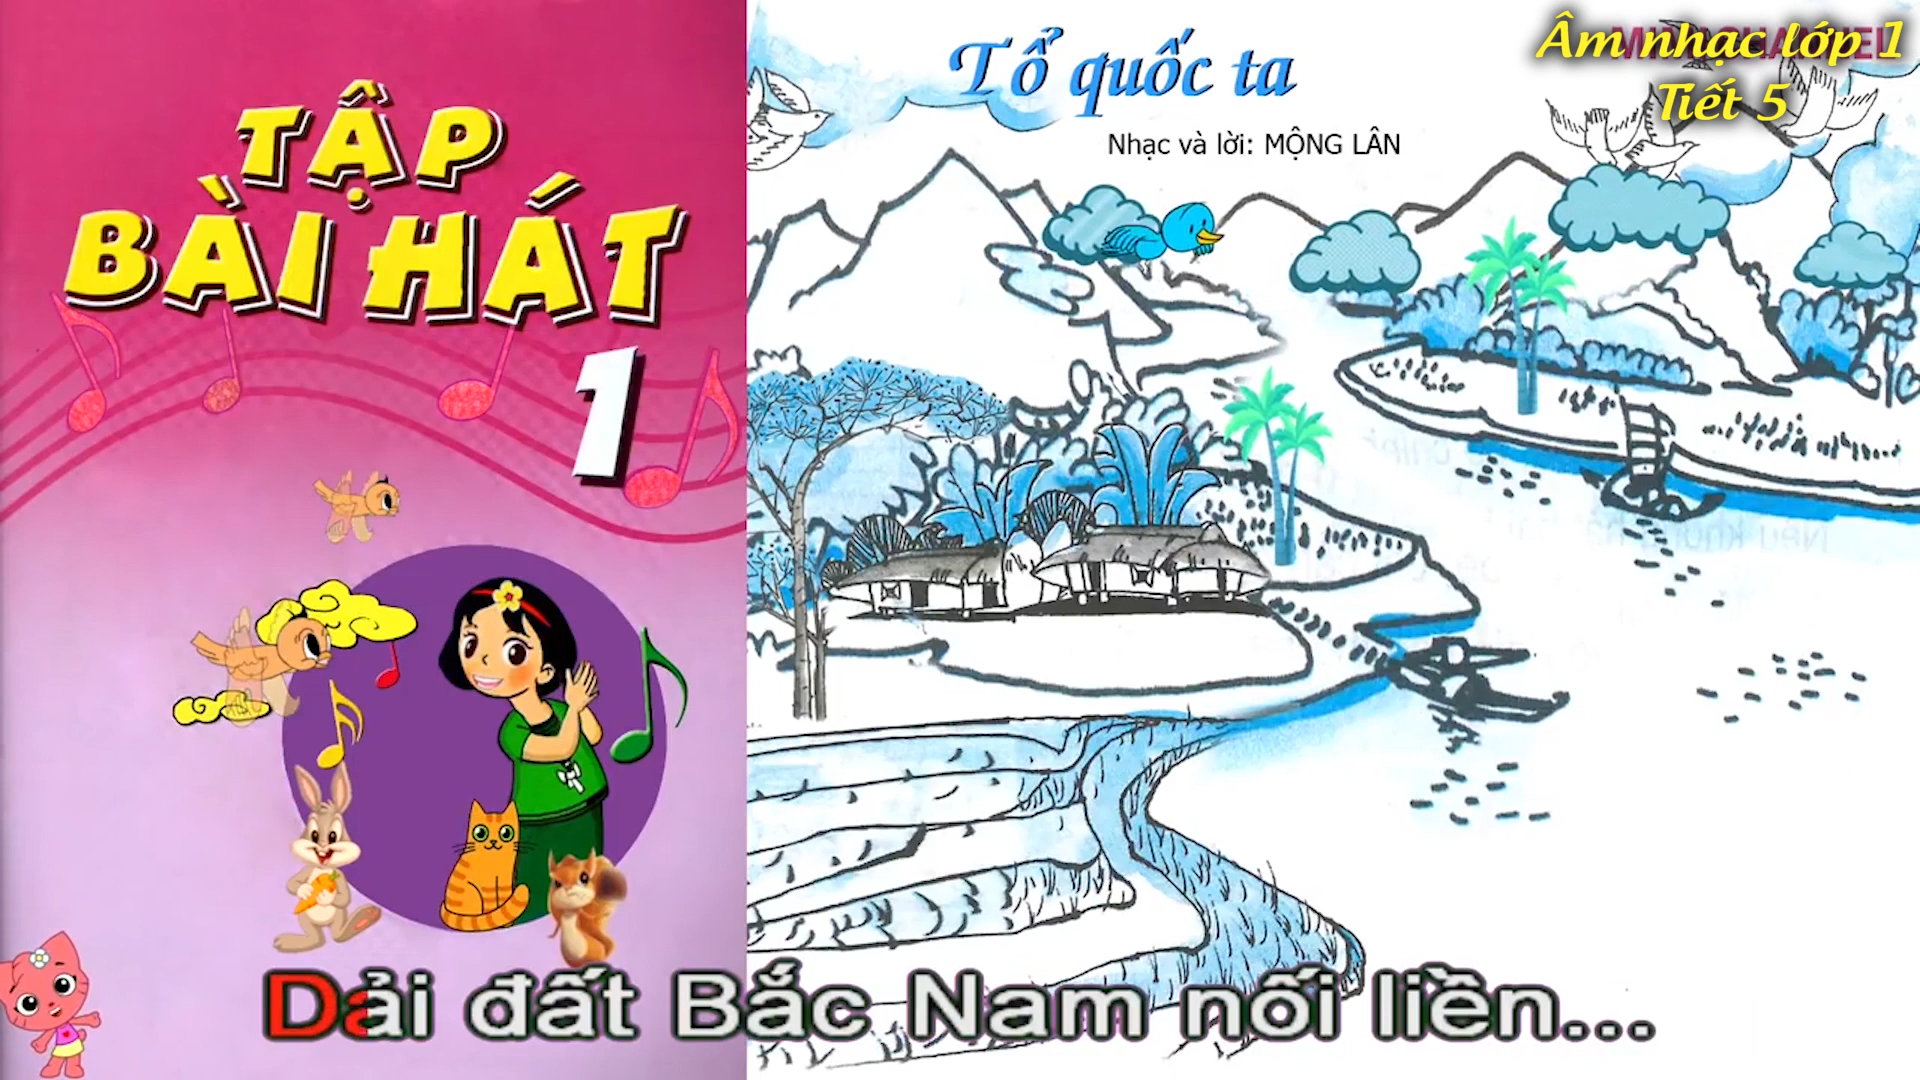 TẬP
BÀI HÁT
1
Tổ quốc ta
Nhạc và lời: MỘNG LÂN
Âm nhạc lớp 1
Tiết 5
Dải đất Bắc Nam nối liền...